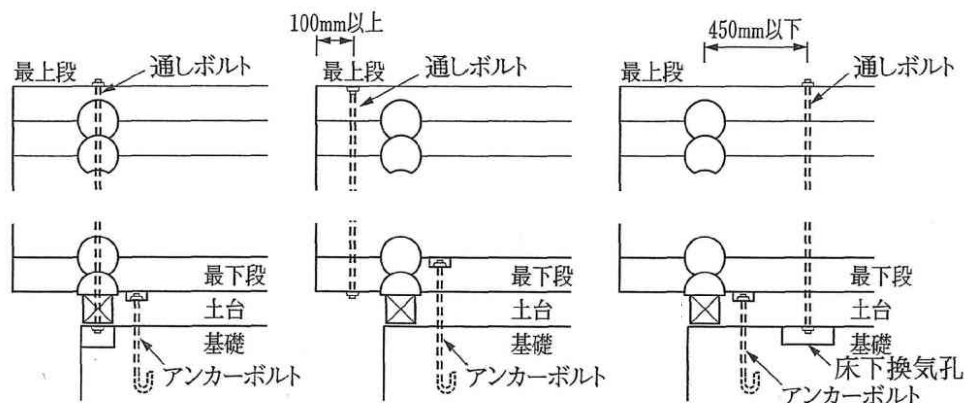 最上段
通しボルト
最下段
土台
基礎
アンカーボルト
100mm以上
最上段
通しボルト
最下段
土台
基礎
アンカーボルト
450mm以下
最上段
通しボルト
最下段
土台
基礎
床下換気孔
アンカーボルト